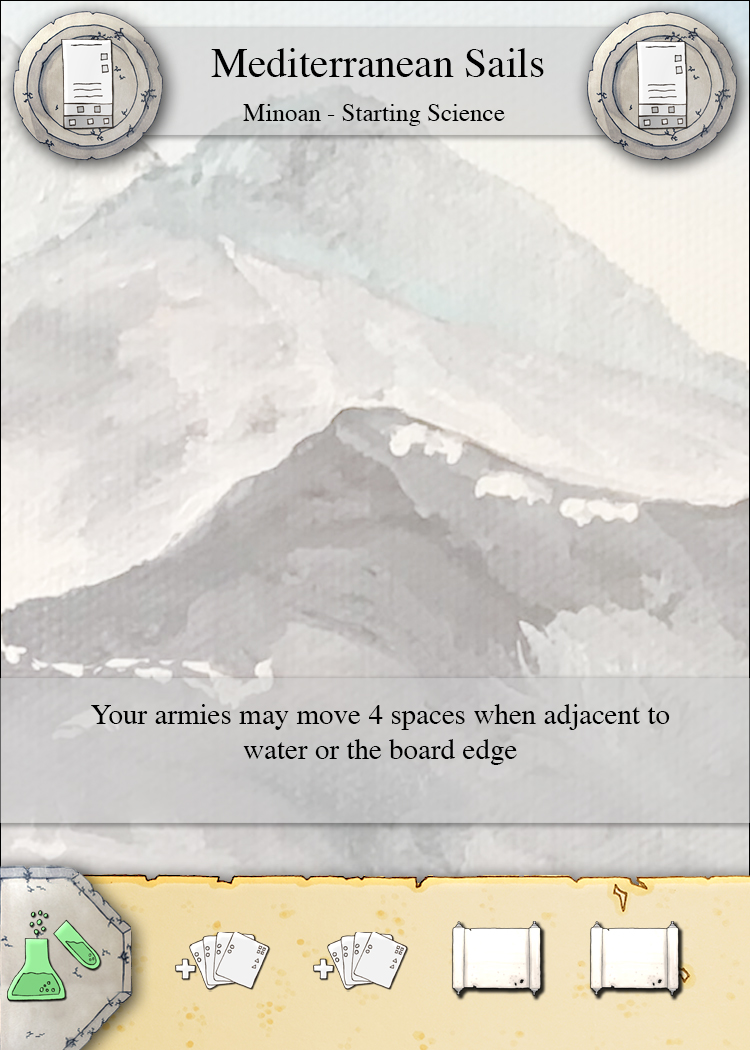 Mediterranean Sails
Minoan - Starting Science
Your armies may move 4 spaces when adjacent to
water or the board edge